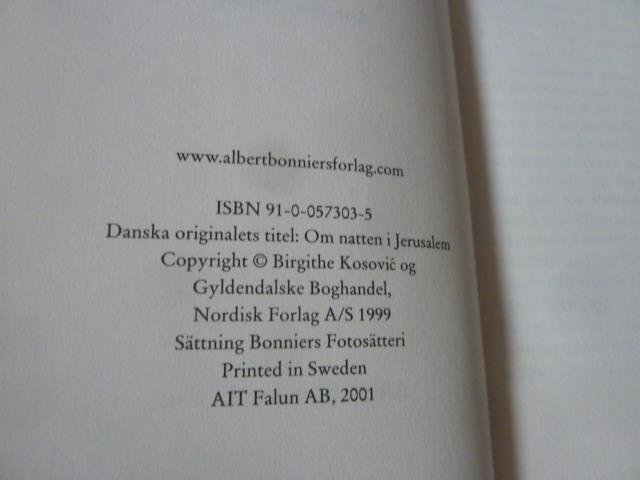 www.albertbonniersforlag.com
ISBN 91-0-057303-5
Danska originalets titel: Om natten i Jerusalem
Copyright © Birgithe Kosović og
Gyldendalske Boghandel,
Nordisk Forlag A/S 1999
Sättning Bonniers Fotosätteri
Printed in Sweden
AIT Falun AB, 2001